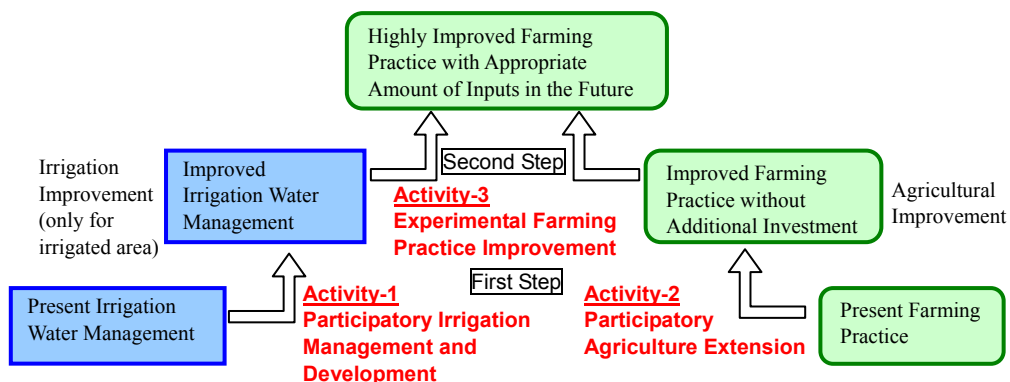 Highly Improved Farming
Practice with Appropriate
Amount of Inputs in the Future
Irrigation
Improvement
(only for
irrigated area)
Improved
Irrigation Water
Management
Second Step
Activity-3
Experimental Farming
Practice Improvement
Improved Farming
Practice without
Additional Investment
Agricultural
Improvement
First Step
Present Irrigation
Water Management
Activity-1
Participatory Irrigation
Management and
Development
Activity-2
Participatory
Agriculture Extension
Present Farming
Practice